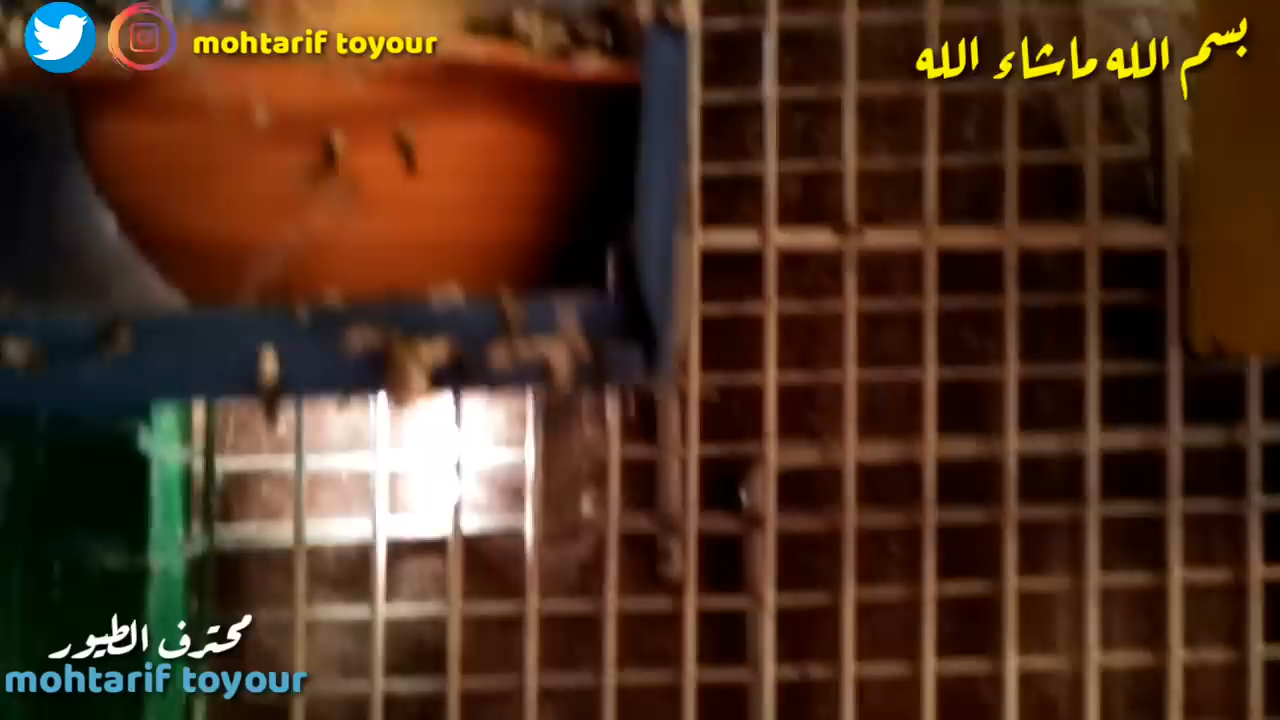 mohtarif toyour
بسم الله ماشاء الله
محترف الطيور
mohtarif toyour